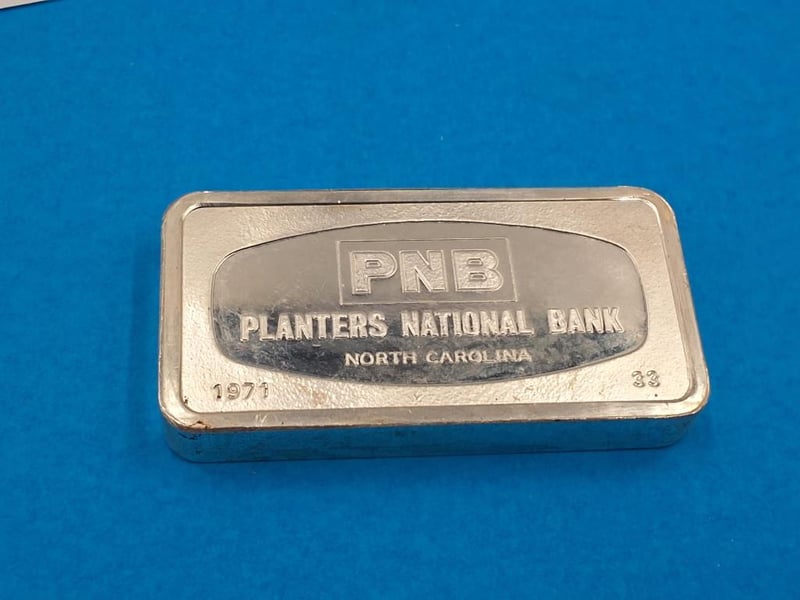 PNB
PLANTERS NATIONAL BANK
NORTH CAROLINA
1971 33